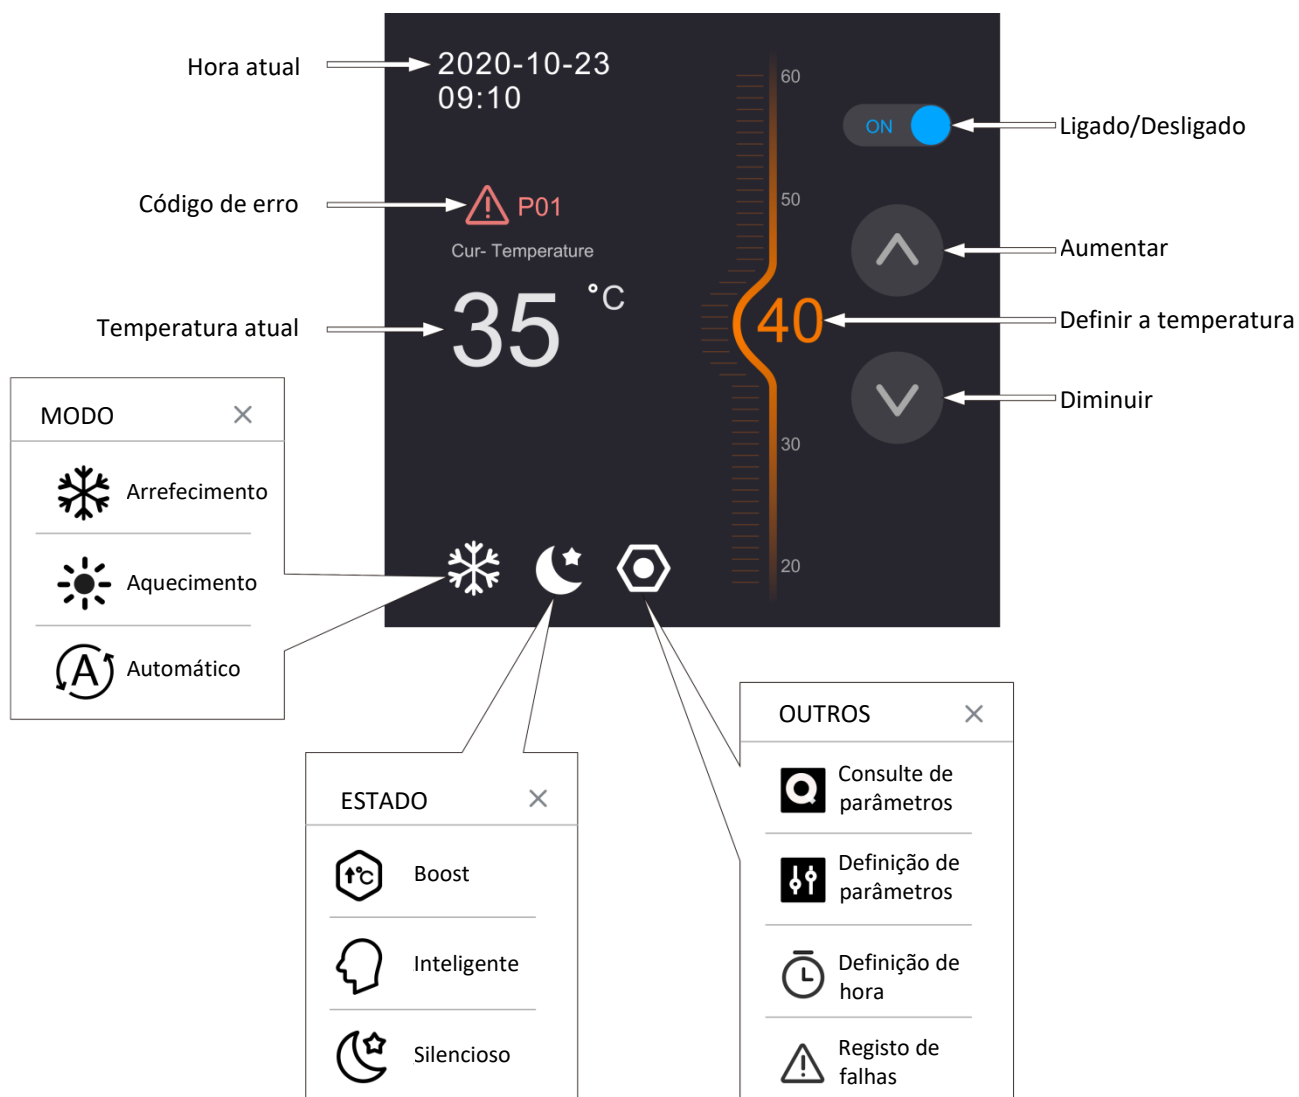 Hora atual
2020-10-23
09:10
60
ON
Ligado/Desligado
Código de erro
P01
50
Cur- Temperature
Aumentar
Temperatura atual
35 °C
40
Definir a temperatura
Diminuir
30
20
MODO
Arrefecimento
Aquecimento
A
Automático
ESTADO
°C
Boost
Inteligente
Silencioso
OUTROS
Consulte de
parâmetros
Definição de
parâmetros
Definição de
hora
Registo de
falhas